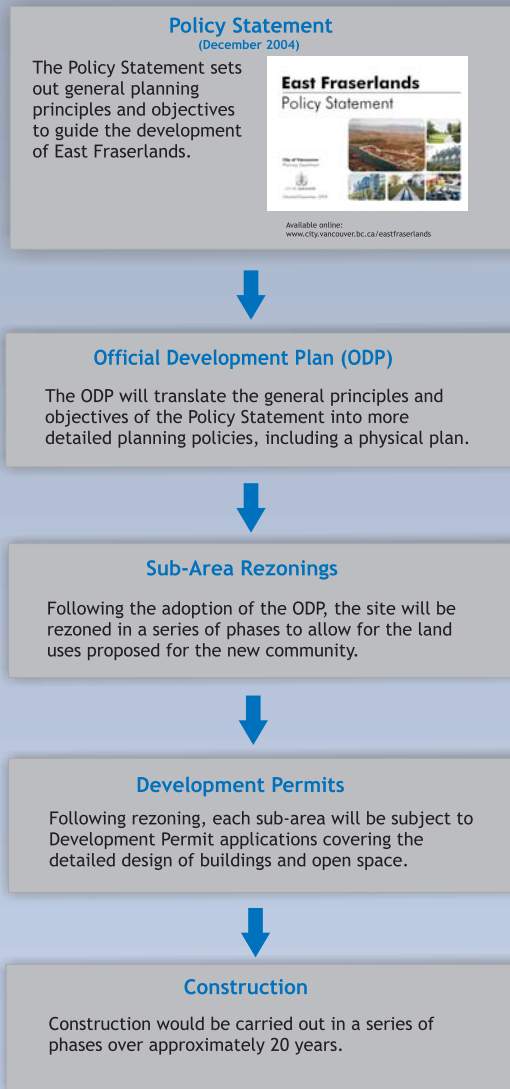 Policy Statement
(December 2004)
The Policy Statement sets
out general planning
principles and objectives
to guide the development
of East Fraserlands.
East Fraserlands
Policy Statement
City of Vancouver
Available online:
www.city.vancouver.bc.ca/eastfraserlands
Official Development Plan (ODP)
The ODP will translate the general principles and
objectives of the Policy Statement into more
detailed planning policies, including a physical plan.
Sub-Area Rezonings
Following the adoption of the ODP, the site will be
rezoned in a series of phases to allow for the land
uses proposed for the new community.
Development Permits
Following rezoning, each sub-area will be subject to
Development Permit applications covering the
detailed design of buildings and open space.
Construction
Construction would be carried out in a series of
phases over approximately 20 years.